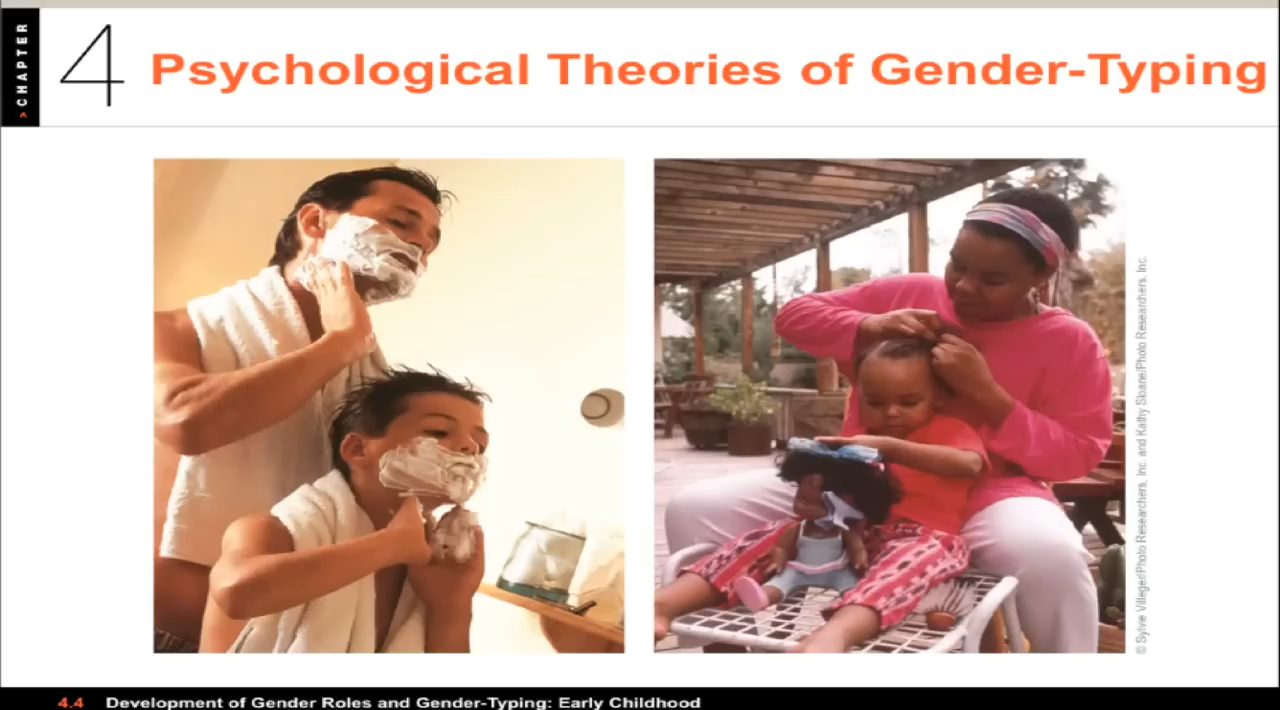 CHAPTER
4
Psychological Theories of Gender-Typing
© Sylvie Villeger/Photo Researchers, Inc. and Kathy Sloane/Photo Researchers, Inc.
4.4 Development of Gender Roles and Gender-Typing: Early Childhood